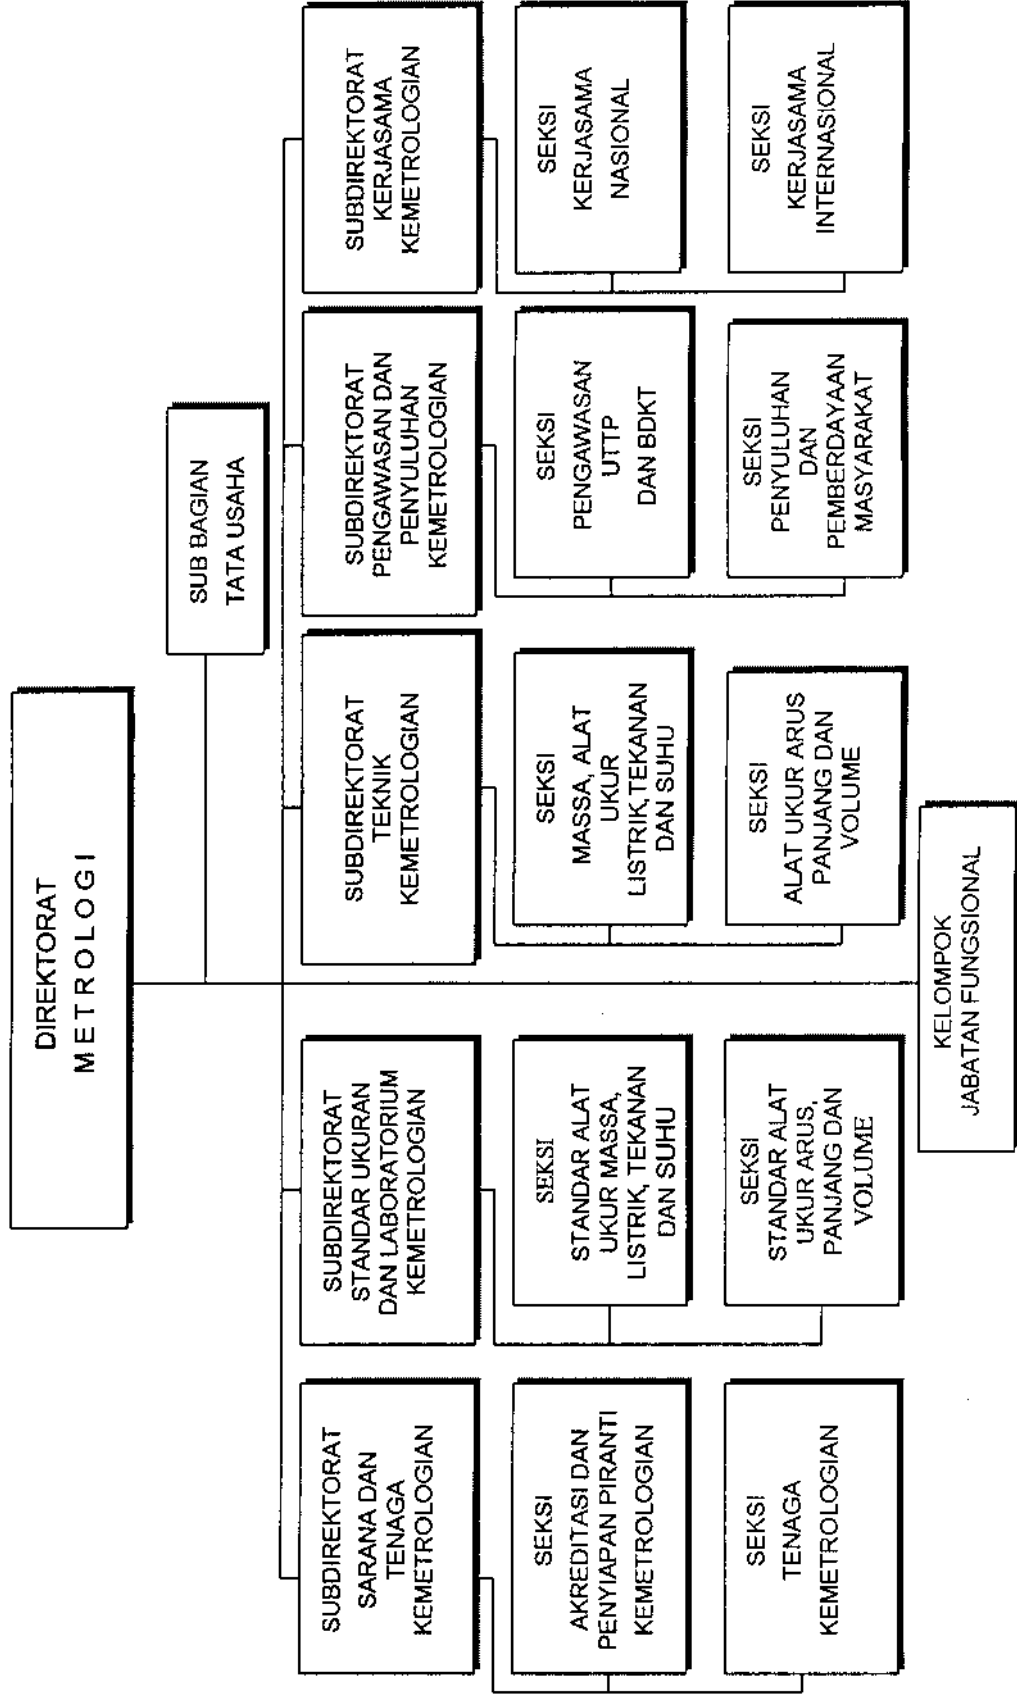 DIREKTORAT
METROLOGI
SUB BAGIAN
TATA USAHA
SUBDIREKTORAT
SARANA DAN
TENAGA
KEMETROLOGIAN
SUBDIREKTORAT
STANDAR UKURAN
DAN LABORATORIUM
KEMETROLOGIAN
SUBDIREKTORAT
TEKNIK
KEMETROLOGIAN
SUBDIREKTORAT
PENGAWASAN DAN
PENYULUHAN
KEMETROLOGIAN
SUBDIREKTORAT
KERJASAMA
KEMETROLOGIAN
SEKSI
AKREDITASI DAN
PENYIAPAN PIRANTI
KEMETROLOGIAN
SEKSI
STANDAR ALAT
UKUR MASSA,
LISTRIK, TEKANAN
DAN SUHU
SEKSI
MASSA, ALAT
UKUR
LISTRIK,TEKANAN
DAN SUHU
SEKSI
PENGAWASAN
UTTP
DAN BDKT
SEKSI
KERJASAMA
NASIONAL
SEKSI
TENAGA
KEMETROLOGIAN
SEKSI
STANDAR ALAT
UKUR ARUS,
PANJANG DAN
VOLUME
SEKSI
ALAT UKUR ARUS
PANJANG DAN
VOLUME
SEKSI
PENYULUHAN
DAN
PEMBERDAYAAN
MASYARAKAT
SEKSI
KERJASAMA
INTERNASIONAL
KELOMPOK
JABATAN FUNGSIONAL